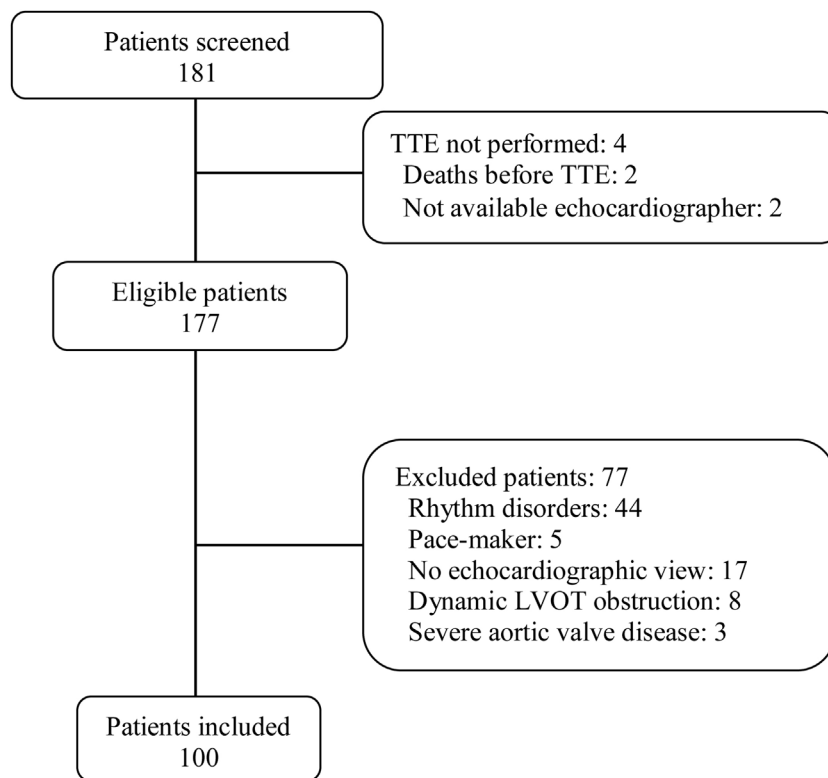 Patients screened
181
TTE not performed: 4
Deaths before TTE: 2
Not available echocardiographer: 2
Eligible patients
177
Excluded patients: 77
Rhythm disorders: 44
Pace-maker: 5
No echocardiographic view: 17
Dynamic LVOT obstruction: 8
Severe aortic valve disease: 3
Patients included
100